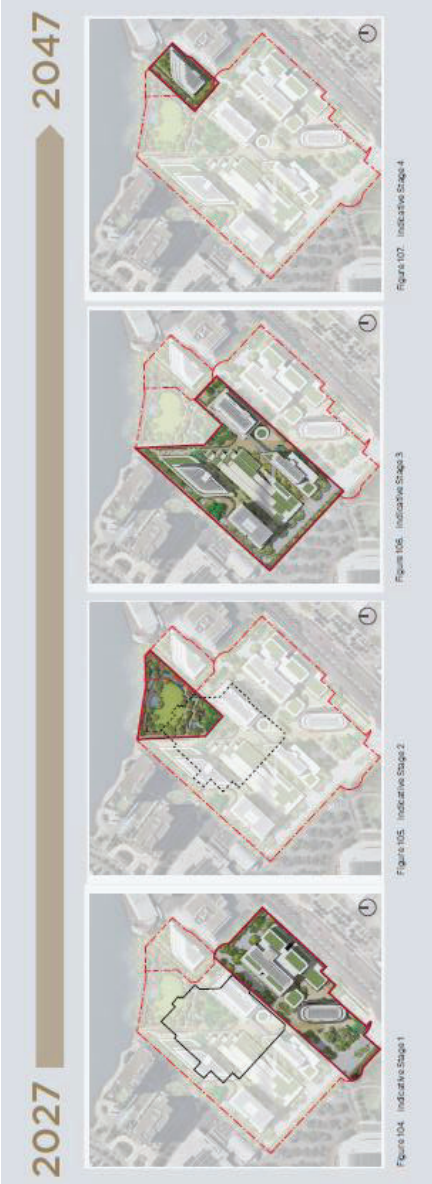 2027
2047
Figure 104. Indicative Stage 1
Figure 105. Indicative Stage 2
Figure 106. Indicative Stage 3
Figure 107. Indicative Stage 4